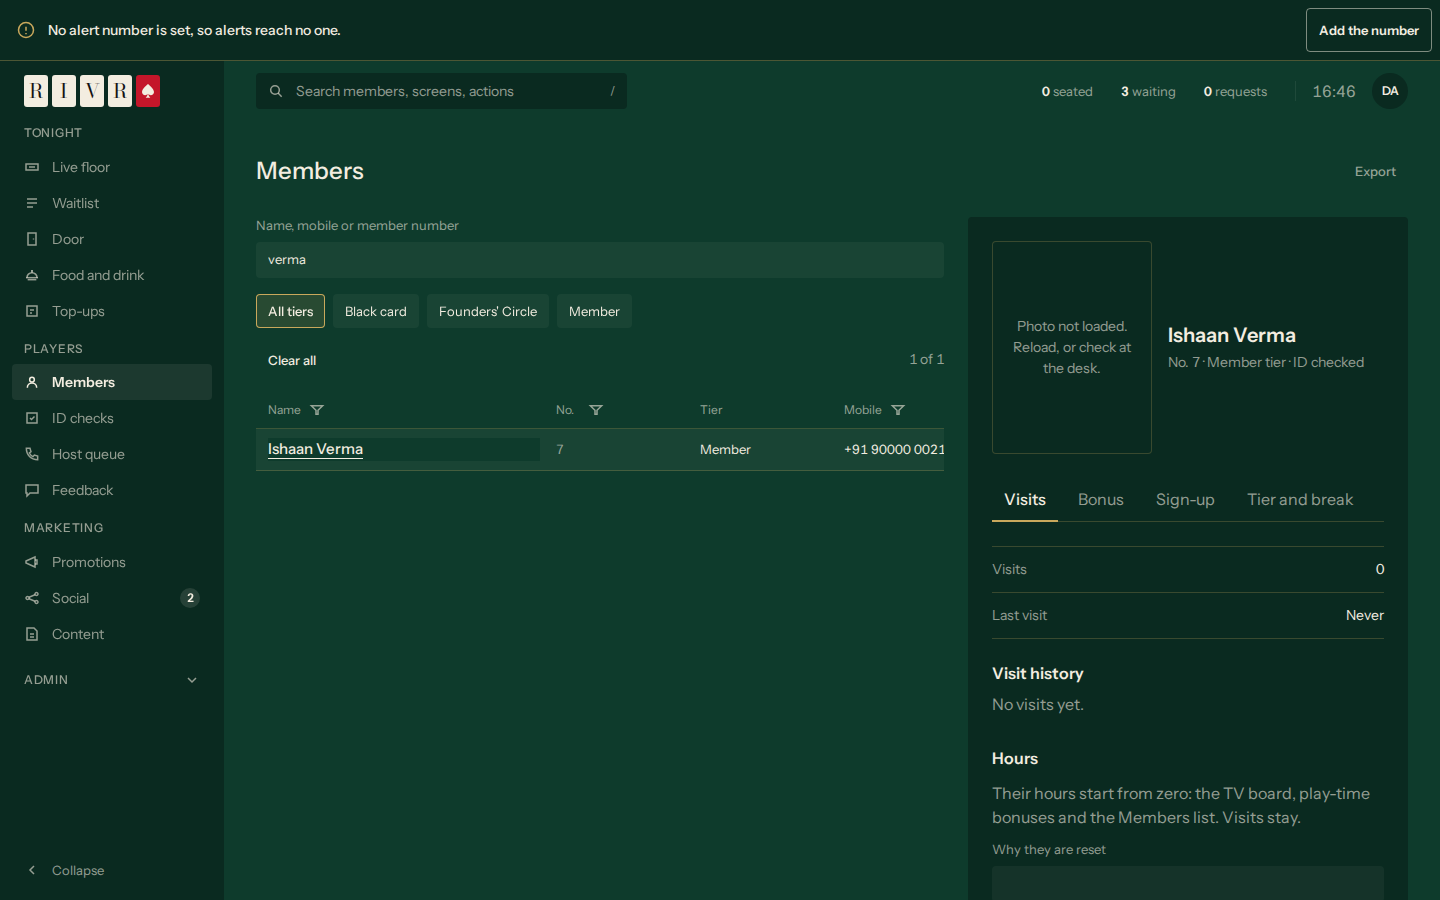 No alert number is set, so alerts reach no one.
Add the number
R I V R
Search members, screens, actions /
0 seated 3 waiting 0 requests 16:46 DA
TONIGHT
Live floor
Waitlist
Door
Food and drink
Top-ups
PLAYERS
Members
ID checks
Host queue
Feedback
MARKETING
Promotions
Social 2
Content
ADMIN
Collapse
Members
Export
Name, mobile or member number
verma
All tiers Black card Founders' Circle Member
Clear all 1 of 1
Name No. Tier Mobile
Ishaan Verma 7 Member +91 90000 0021
Photo not loaded.
Reload, or check at
the desk.
Ishaan Verma
No. 7 · Member tier · ID checked
Visits Bonus Sign-up Tier and break
Visits 0
Last visit Never
Visit history
No visits yet.
Hours
Their hours start from zero: the TV board, play-time
bonuses and the Members list. Visits stay.
Why they are reset